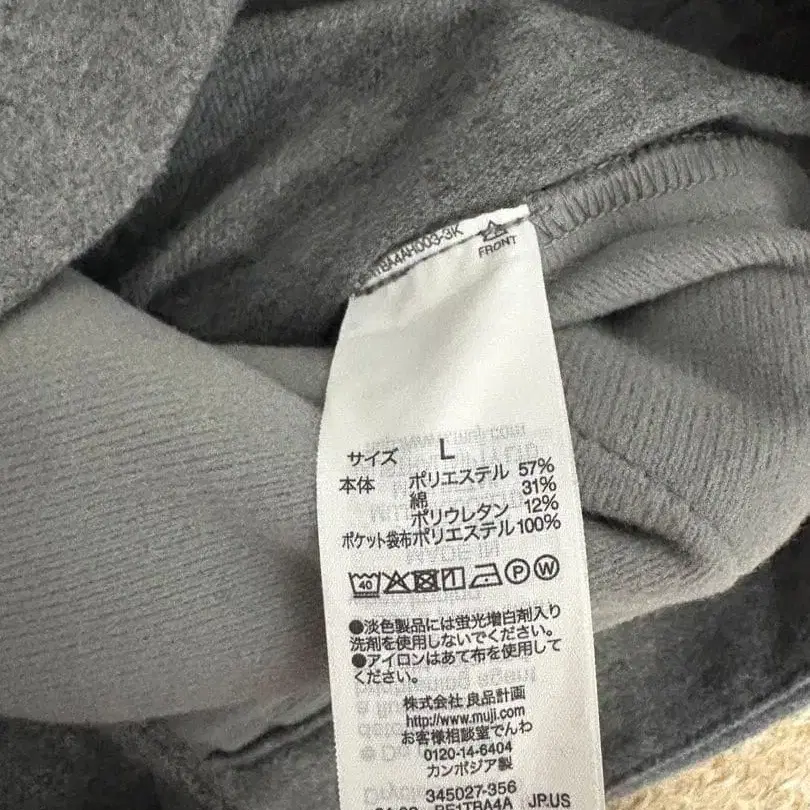 FRONT
サイズ L
本体 ポリエステル 57%
綿 31%
ポリウレタン 12%
ポケット袋布ポリエステル100%
40 P W
●淡色製品には蛍光増白剤入り
洗剤を使用しないでください。
●アイロンはあて布を使用して
ください。
株式会社 良品計画
http://www.muji.com
お客様相談室でんわ
0120-14-6404
カンボジア製
345027-356
BE1TBA4A JP.US